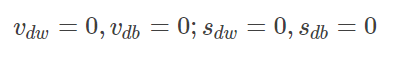 v_{dw} = 0, v_{db} = 0; s_{dw} = 0, s_{db} = 0